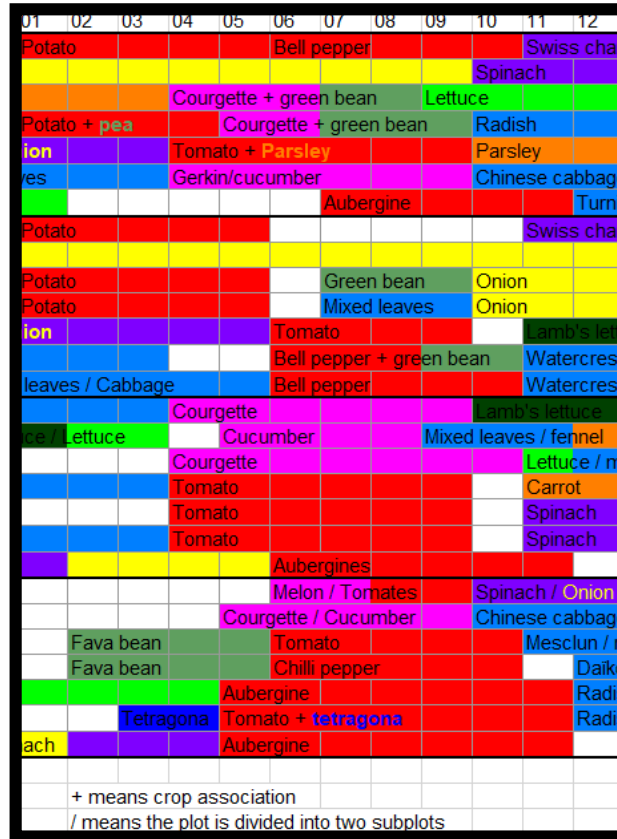 01 02 03 04 05 06 07 08 09 10 11 12
Potato Bell pepper Swiss cha
Spinach
Courgette + green bean Lettuce
Potato + pea Courgette + green bean Radish
ion Tomato + Parsley Parsley
ves Gerkin/cucumber Chinese cabbag
Aubergine Turn
Potato Swiss cha
Potato Green bean Onion
Potato Mixed leaves Onion
ion Tomato Lamb's lett
Bell pepper + green bean Watercres
leaves / Cabbage Bell pepper Watercres
Courgette Lamb's lettuce
uce / Lettuce Cucumber Mixed leaves / fennel
Courgette Lettuce / m
Tomato Carrot
Tomato Spinach
Tomato Spinach
Aubergines
Melon / Tomates Spinach / Onion
Courgette / Cucumber Chinese cabbag
Fava bean Tomato Mesclun /
Fava bean Chilli pepper Daïk
Aubergine Radi
Tetragona Tomato + tetragona Radi
ach Aubergine
+ means crop association
/ means the plot is divided into two subplots